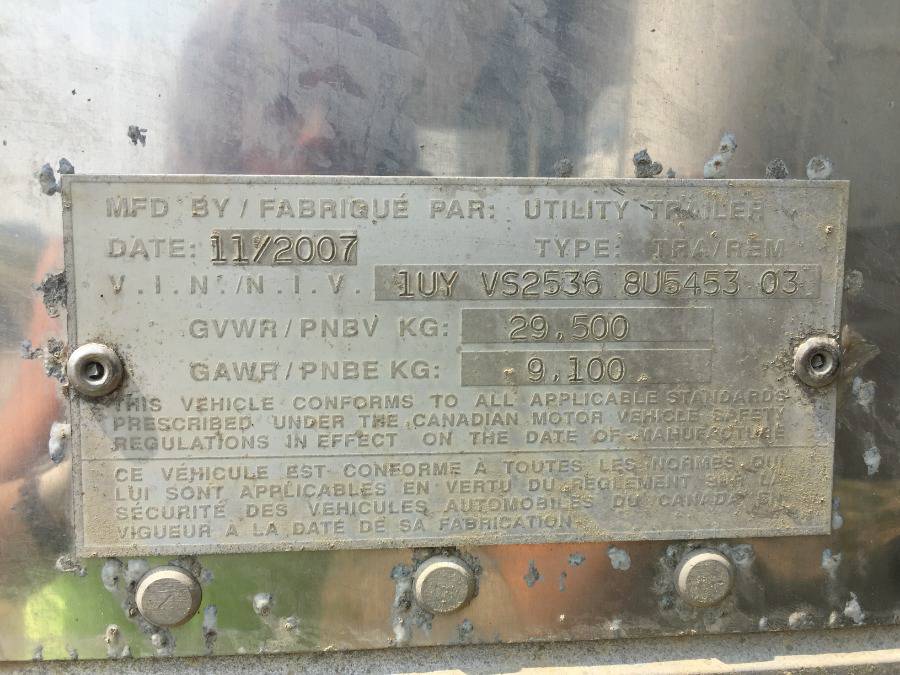 MFD BY / FABRIQUÉ PAR: UTILITY TRAILER
DATE: 11/2007 TYPE: TRA/REM
V.I.N./N.I.V. 1UY VS2536 8U5453 03
GVWR/PNBV KG: 29,500
GAWR/PNBE KG: 9,100
THIS VEHICLE CONFORMS TO ALL APPLICABLE STANDARDS
PRESCRIBED UNDER THE CANADIAN MOTOR VEHICLE SAFETY
REGULATIONS IN EFFECT ON THE DATE OF MAHUFACTURE
CE VÉHICULE EST CONFORME À TOUTES LES NORMES QUI
LUI SONT APPLICABLES EN VERTU DU RÈGLEMENT SUR LA
SÉCURITÉ DES VÉHICULES AUTOMOBILES DU CANADA EN
VIGUEUR À LA DATE DE SA FABRICATION